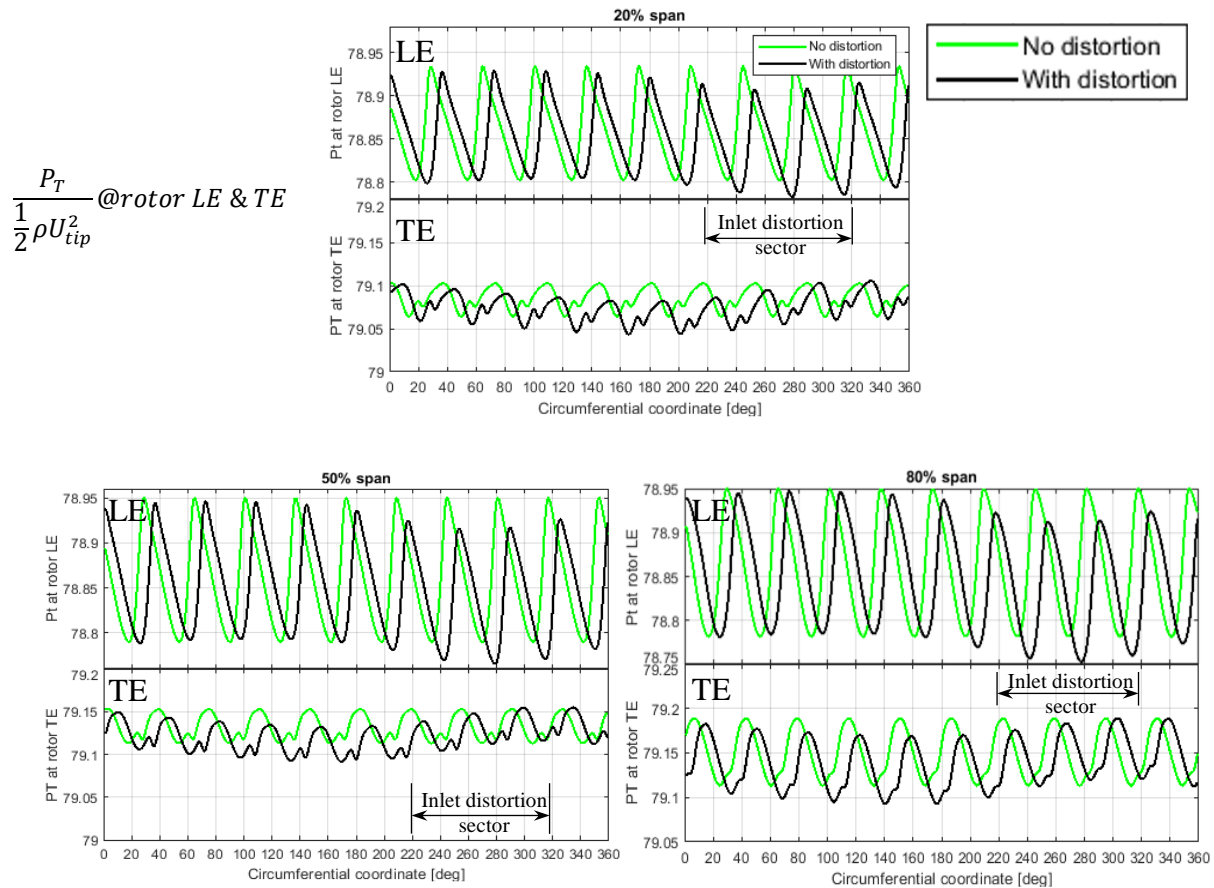 20% span
LE
No distortion
With distortion
No distortion
With distortion
Pt at rotor LE
78.95
78.9
78.85
78.8
P_T
1/2 ρU_tip^2
@rotor LE & TE
TE
Inlet distortion
sector
PT at rotor TE
79.2
79.15
79.1
79.05
79
0 20 40 60 80 100 120 140 160 180 200 220 240 260 280 300 320 340 360
Circumferential coordinate [deg]
50% span
LE
Pt at rotor LE
78.95
78.9
78.85
78.8
TE
Inlet distortion
sector
PT at rotor TE
79.2
79.15
79.1
79.05
79
0 20 40 60 80 100 120 140 160 180 200 220 240 260 280 300 320 340 360
Circumferential coordinate [deg]
80% span
LE
Pt at rotor LE
78.95
78.9
78.85
78.8
78.75
TE
Inlet distortion
sector
PT at rotor TE
79.25
79.2
79.15
79.1
79.05
0 20 40 60 80 100 120 140 160 180 200 220 240 260 280 300 320 340 360
Circumferential coordinate [deg]